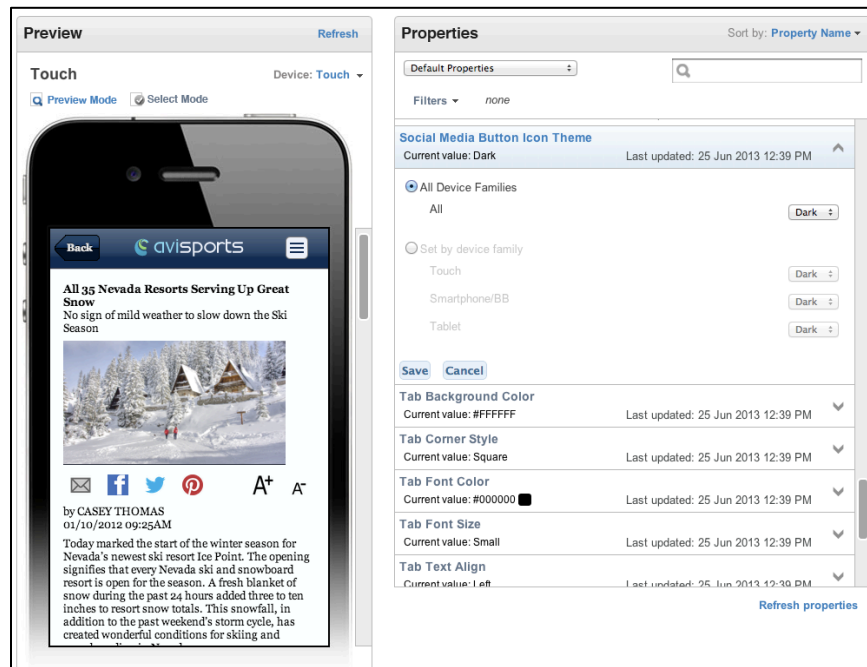 Preview
Refresh
Touch
Device: Touch
Preview Mode
Select Mode
Back
avisports
All 35 Nevada Resorts Serving Up Great
Snow
No sign of mild weather to slow down the Ski
Season
A+
A-
by CASEY THOMAS
01/10/2012 09:25AM
Today marked the start of the winter season for
Nevada's newest ski resort Ice Point. The opening
signifies that every Nevada ski and snowboard
resort is open for the season. A fresh blanket of
snow during the past 24 hours added three to ten
inches to resort snow totals. This snowfall, in
addition to the past weekend's storm cycle, has
created wonderful conditions for skiing and
Properties
Sort by: Property Name
Default Properties
Filters
none
Social Media Button Icon Theme
Current value: Dark
Last updated: 25 Jun 2013 12:39 PM
All Device Families
All
Dark
Set by device family
Touch
Dark
Smartphone/BB
Dark
Tablet
Dark
Save
Cancel
Tab Background Color
Current value: #FFFFFF
Last updated: 25 Jun 2013 12:39 PM
Tab Corner Style
Current value: Square
Last updated: 25 Jun 2013 12:39 PM
Tab Font Color
Current value: #000000
Last updated: 25 Jun 2013 12:39 PM
Tab Font Size
Current value: Small
Last updated: 25 Jun 2013 12:39 PM
Tab Text Align
Current value: Left
Last updated: 25 Jun 2013 12:39 PM
Refresh properties